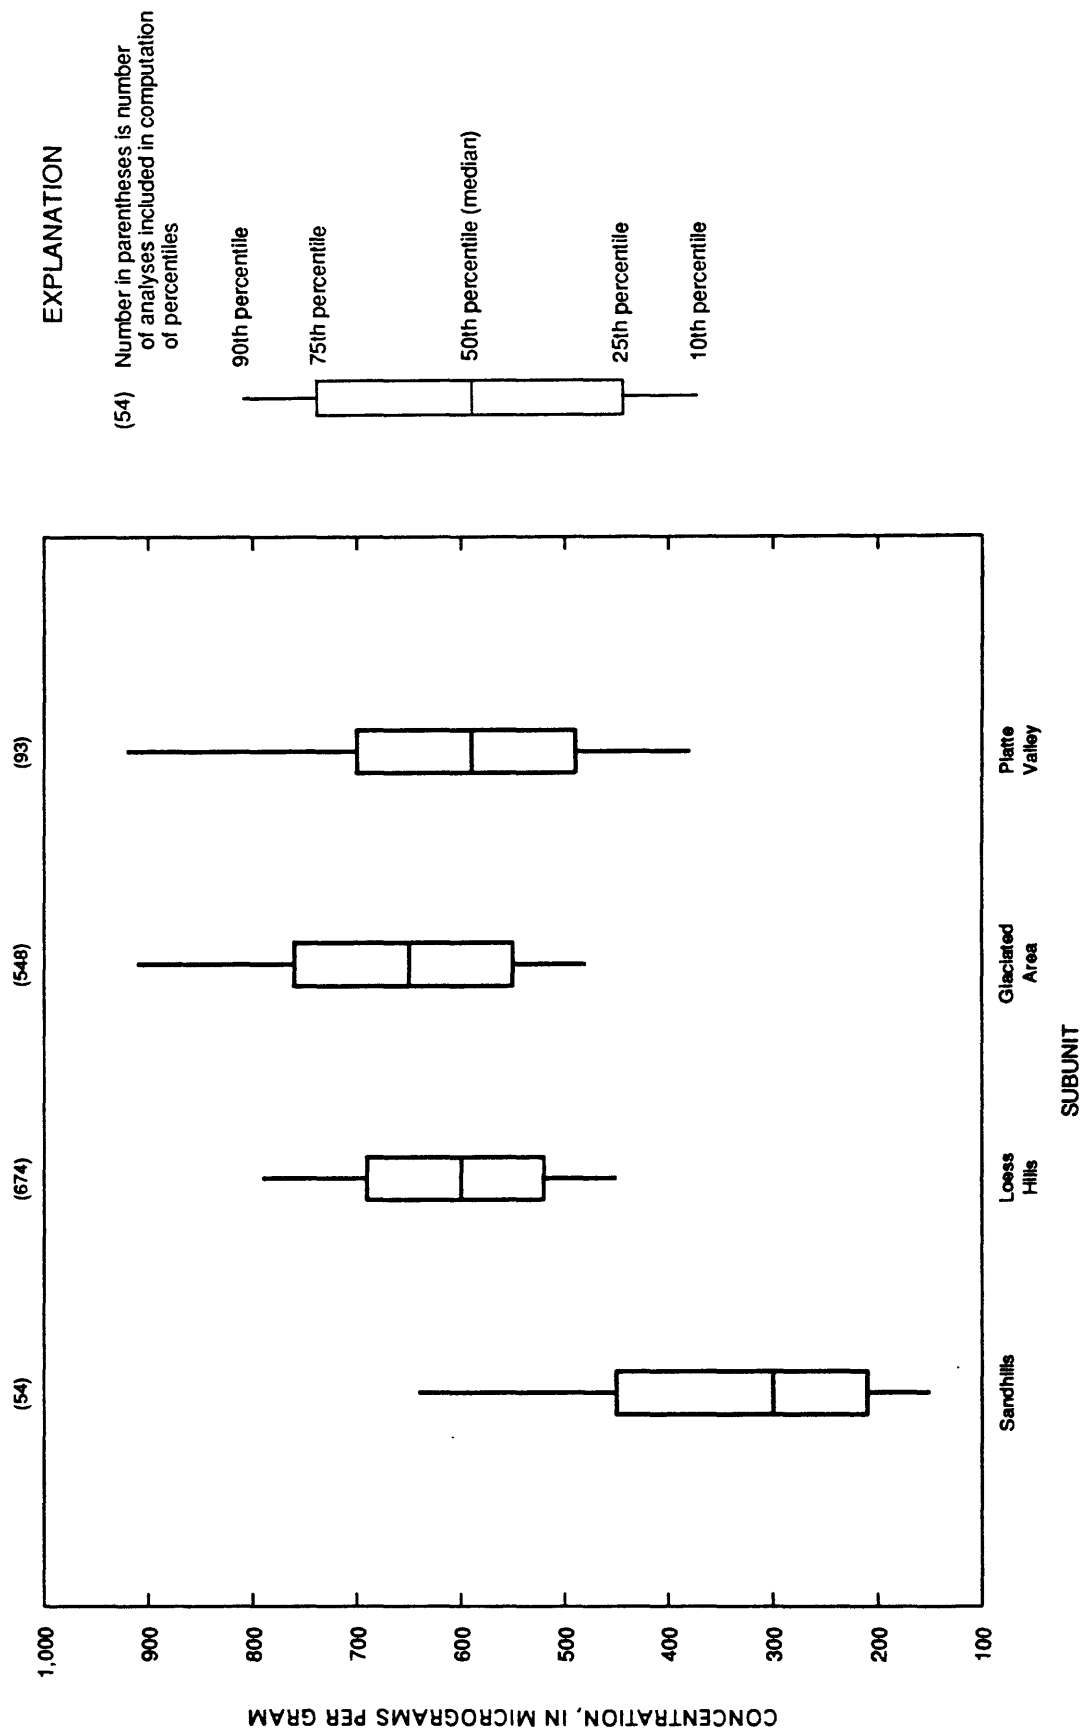 CONCENTRATION, IN MICROGRAMS PER GRAM
1,000
900
800
700
600
500
400
300
200
100
(54)
(674)
(548)
(93)
Sandhills
Loess
Hills
Glaciated
Area
Platte
Valley
SUBUNIT
EXPLANATION
(54) Number in parentheses is number
of analyses included in computation
of percentiles
90th percentile
75th percentile
50th percentile (median)
25th percentile
10th percentile